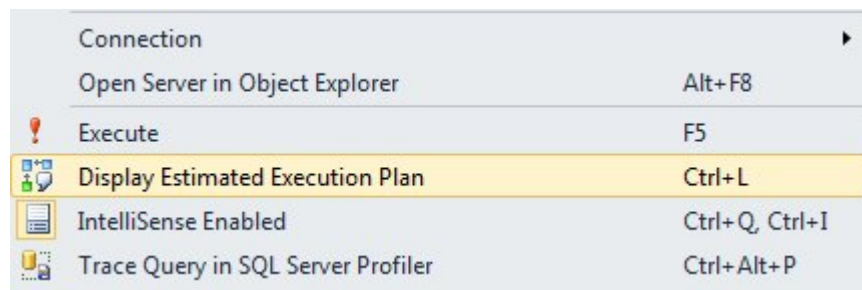 Connection
Open Server in Object Explorer Alt+F8
Execute F5
Display Estimated Execution Plan Ctrl+L
IntelliSense Enabled Ctrl+Q, Ctrl+I
Trace Query in SQL Server Profiler Ctrl+Alt+P